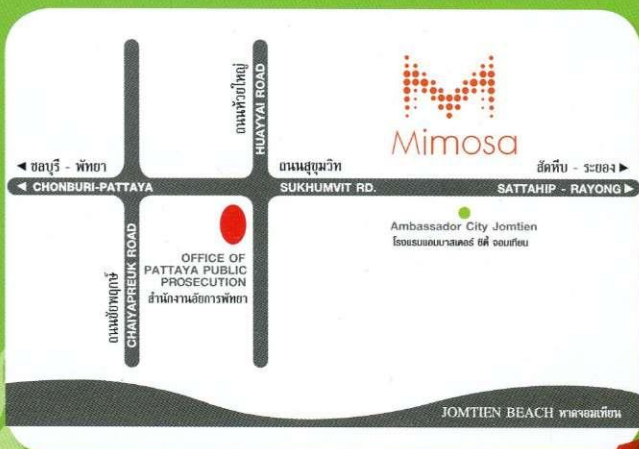 ถนนห้วยใหญ่
HUAYYAI ROAD
M
Mimosa
◄ ชลบุรี - พัทยา
ถนนสุขุมวิท
สัตหีบ - ระยอง ►
◄ CHONBURI-PATTAYA
SUKHUMVIT RD.
SATTAHIP - RAYONG ►
Ambassador City Jomtien
โรงแรมแอมบาสเดอร์ ซิตี้ จอมเทียน
OFFICE OF
PATTAYA PUBLIC
PROSECUTION
สำนักงานอัยการพัทยา
ถนนชัยพฤกษ์
CHAIYAPREUK ROAD
JOMTIEN BEACH หาดจอมเทียน